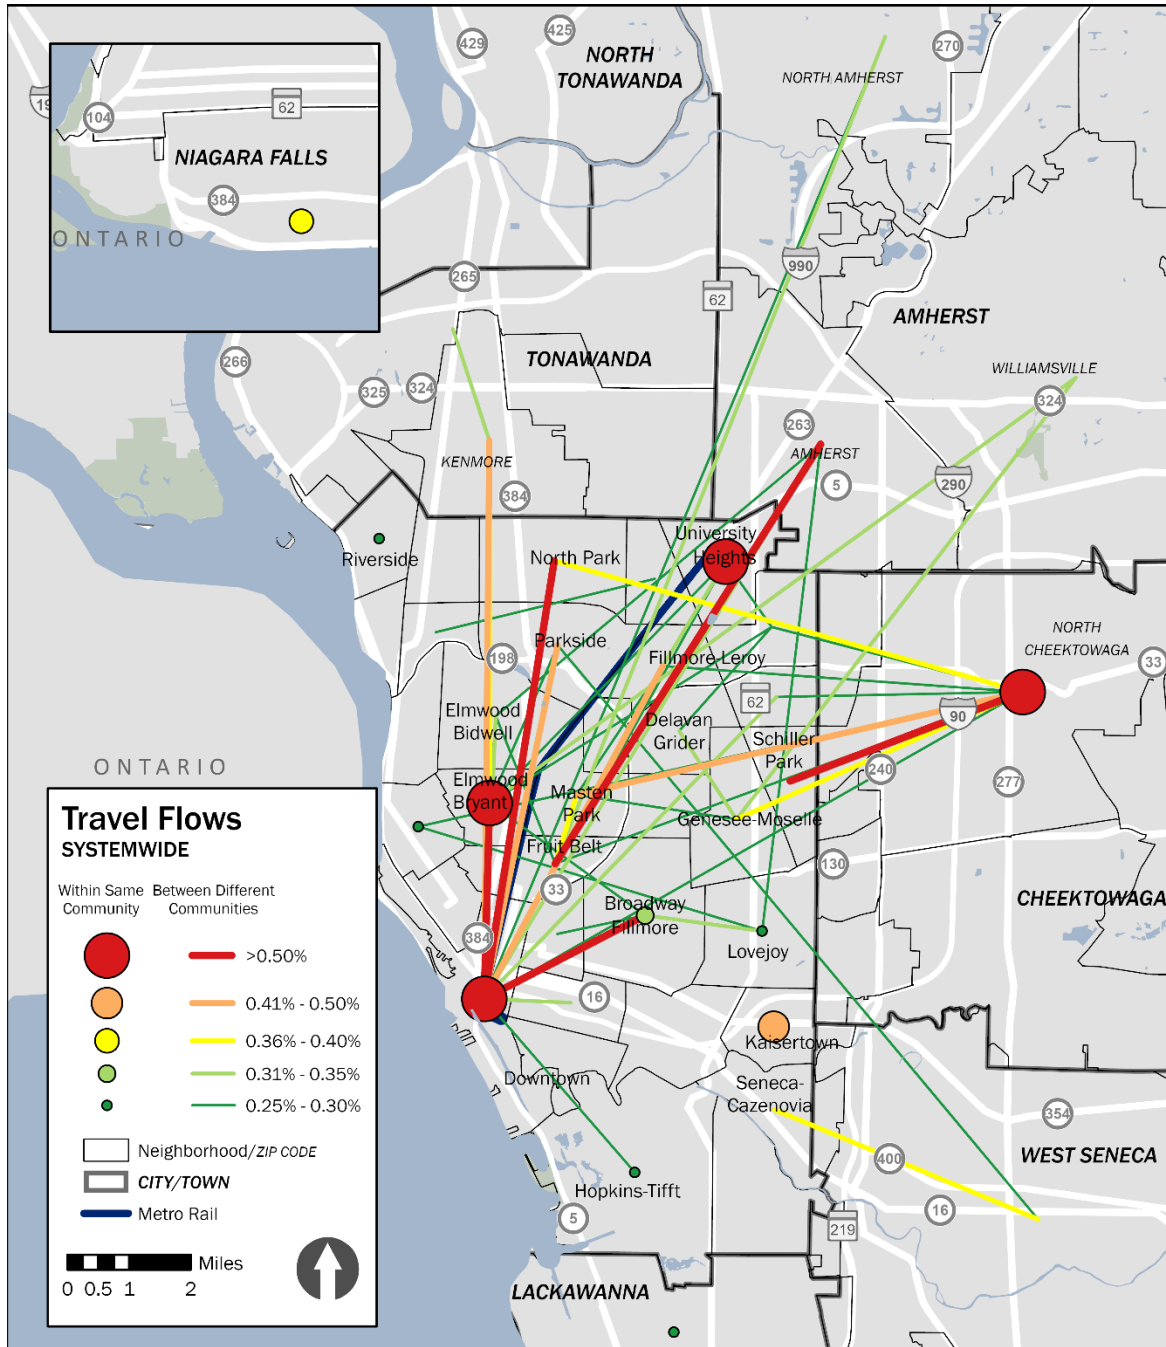 429
425
270
NORTH
TONAWANDA
NORTH AMHERST
19
104
62
NIAGARA FALLS
384
ONTARIO
990
265
62
AMHERST
TONAWANDA
266
WILLIAMSVILLE
325
324
324
263
KENMORE
AMHERST
5
290
384
University
Heights
Riverside
North Park
NORTH
CHEEKTOWAGA
Parkside
198
Fillmore-Leroy
33
62
Elmwood
Bidwell
Delavan
Grider
90
Schiller
Park
ONTARIO
240
277
Elmwood
Bryant
Masten
Park
Genesee-Moselle
Fruit Belt
130
33
CHEEKTOWAGA
Broadway
Fillmore
384
Lovejoy
16
Kaisertown
Downtown
Seneca-
Cazenovia
354
400
WEST SENECA
Hopkins-Tifft
16
5
219
LACKAWANNA
Travel Flows
SYSTEMWIDE
Within Same
Community
Between Different
Communities
>0.50%
0.41% - 0.50%
0.36% - 0.40%
0.31% - 0.35%
0.25% - 0.30%
Neighborhood/ZIP CODE
CITY/TOWN
Metro Rail
Miles
0 0.5 1 2